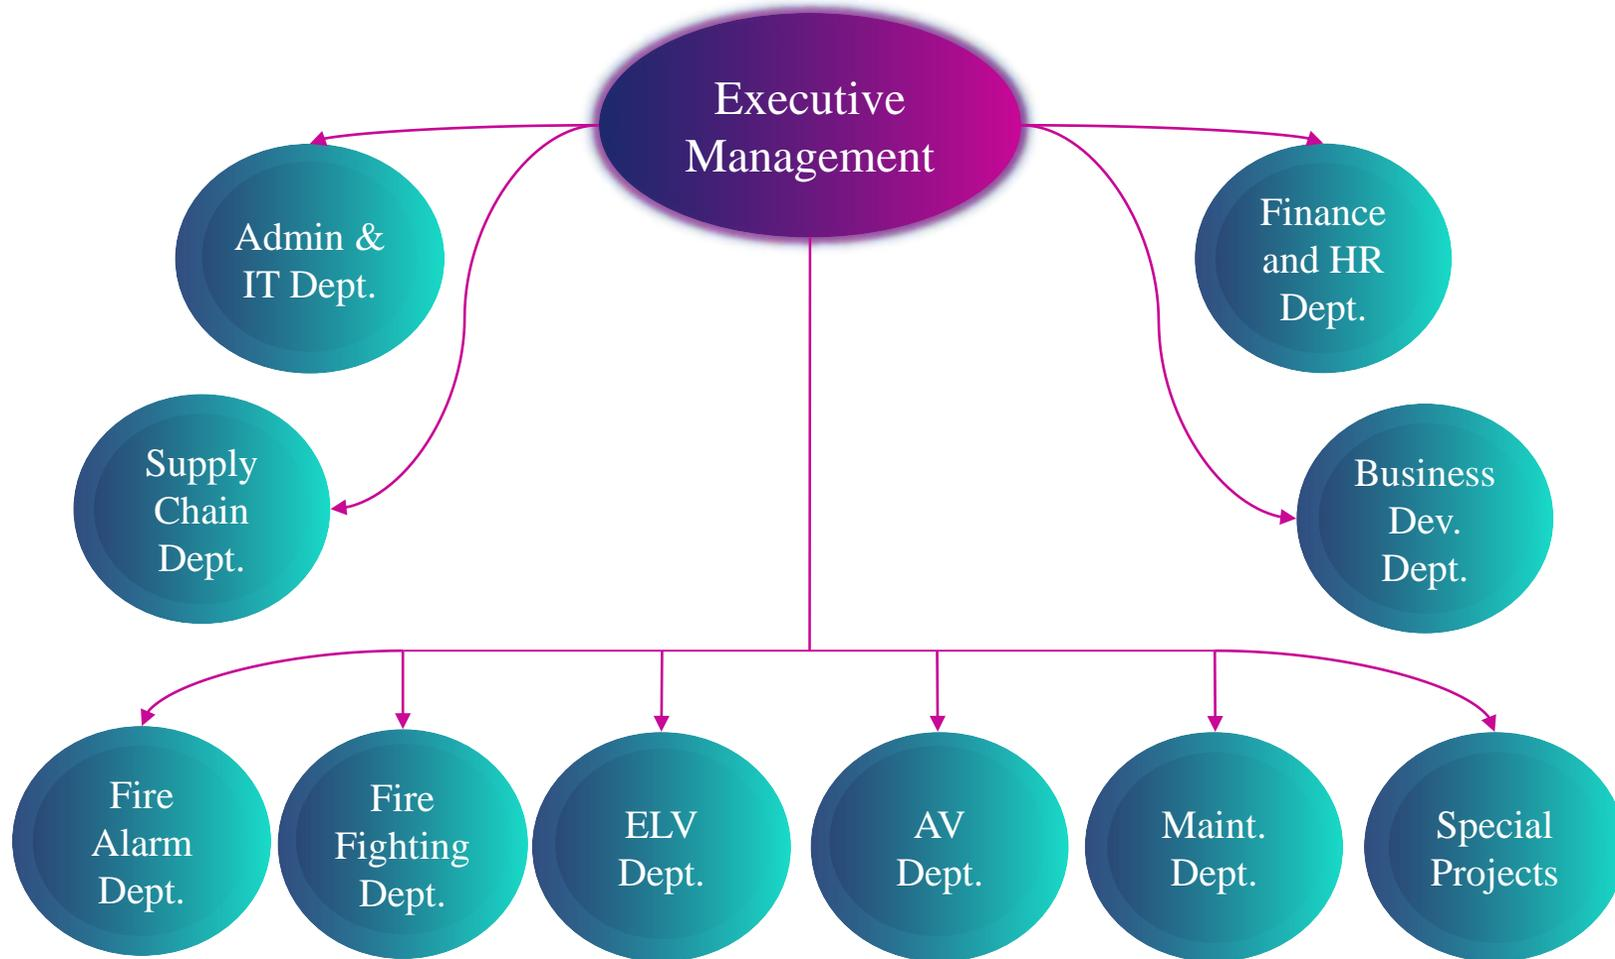 Executive
Management
Admin &
IT Dept.
Finance
and HR
Dept.
Supply
Chain
Dept.
Business
Dev.
Dept.
Fire
Alarm
Dept.
Fire
Fighting
Dept.
ELV
Dept.
AV
Dept.
Maint.
Dept.
Special
Projects